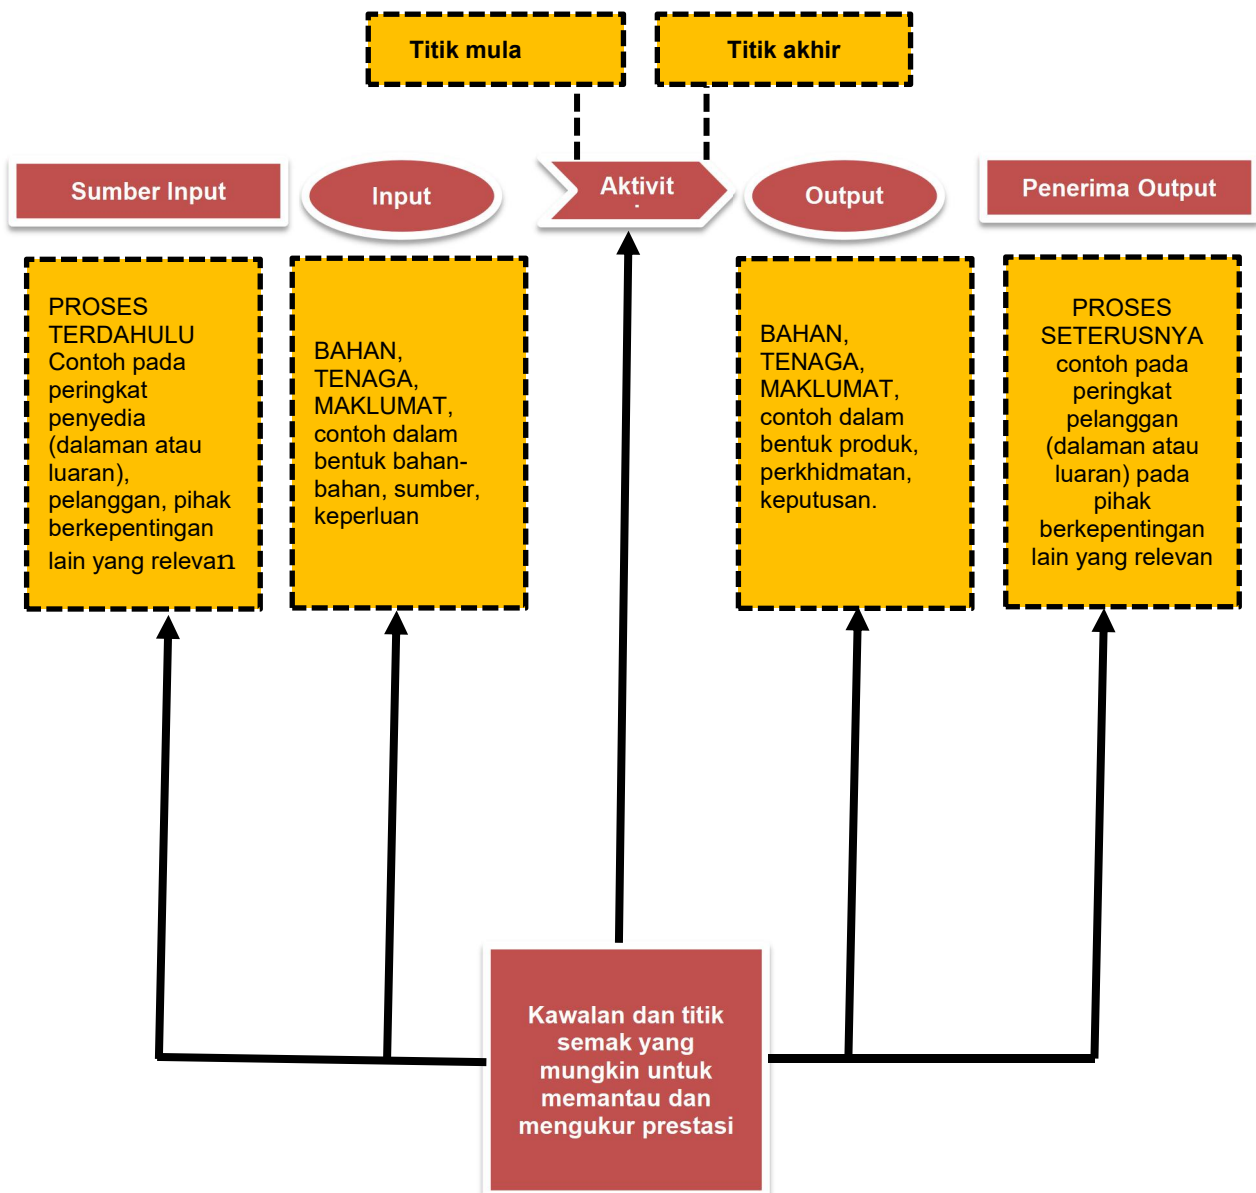 Titik mula
Titik akhir
Sumber Input
Input
Aktivit
Output
Penerima Output
PROSES
TERDAHULU
Contoh pada
peringkat
penyedia
(dalaman atau
luaran),
pelanggan, pihak
berkepentingan
lain yang relevan
BAHAN,
TENAGA,
MAKLUMAT,
contoh dalam
bentuk bahan-
bahan, sumber,
keperluan
BAHAN,
TENAGA,
MAKLUMAT,
contoh dalam
bentuk produk,
perkhidmatan,
keputusan.
PROSES
SETERUSNYA
contoh pada
peringkat
pelanggan
(dalaman atau
luaran) pada
pihak
berkepentingan
lain yang relevan
Kawalan dan titik
semak yang
mungkin untuk
memantau dan
mengukur prestasi